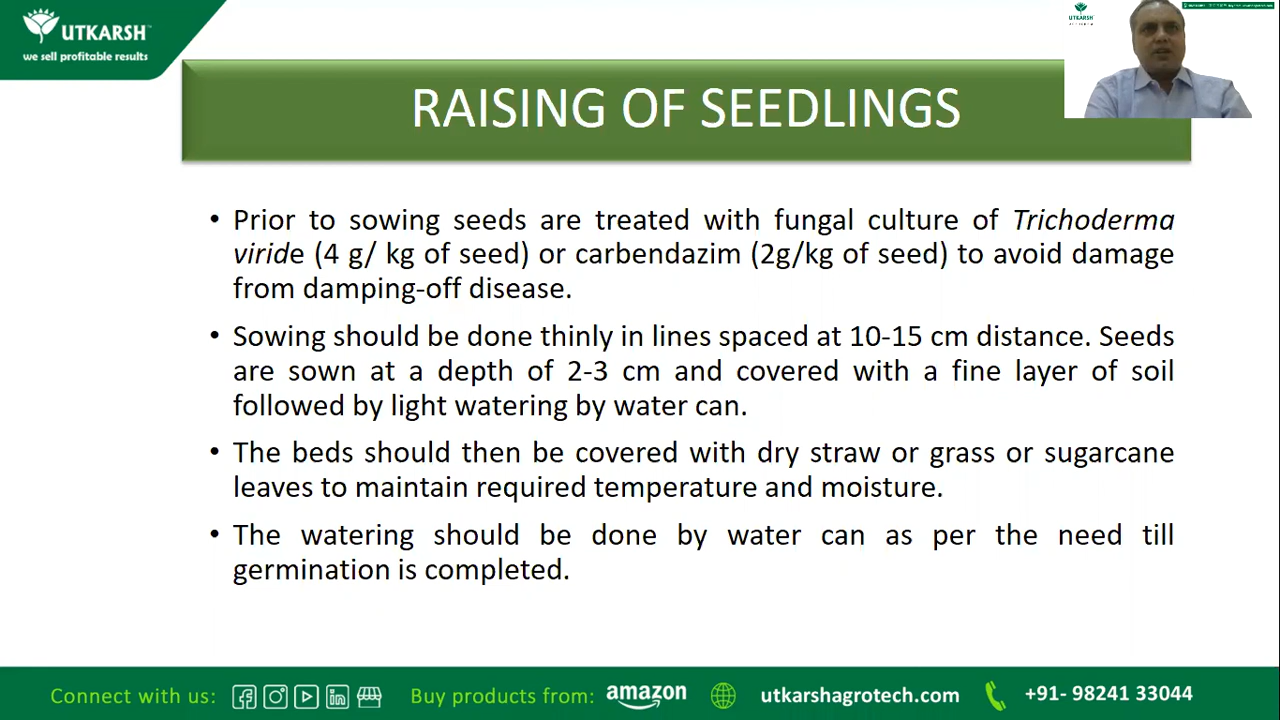 UTKARSH
we sell profitable results
UTKARSH
RAISING OF SEEDLINGS
• Prior to sowing seeds are treated with fungal culture of Trichoderma
viride (4 g/ kg of seed) or carbendazim (2g/kg of seed) to avoid damage
from damping-off disease.
• Sowing should be done thinly in lines spaced at 10-15 cm distance. Seeds
are sown at a depth of 2-3 cm and covered with a fine layer of soil
followed by light watering by water can.
• The beds should then be covered with dry straw or grass or sugarcane
leaves to maintain required temperature and moisture.
• The watering should be done by water can as per the need till
germination is completed.
Connect with us: Buy products from: amazon utkarshagrotech.com +91- 98241 33044